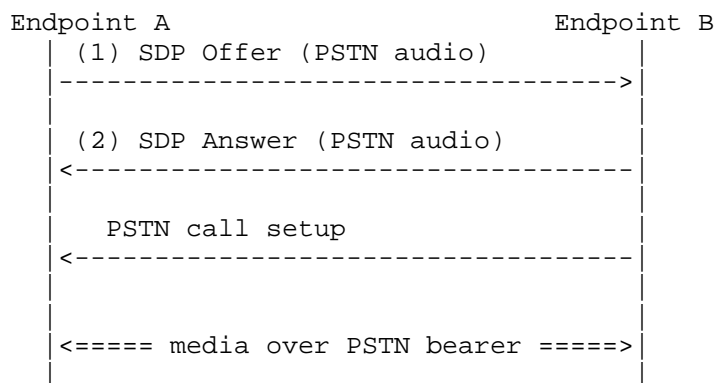 Endpoint A Endpoint B
(1) SDP Offer (PSTN audio)
(2) SDP Answer (PSTN audio)
PSTN call setup
<===== media over PSTN bearer =====>